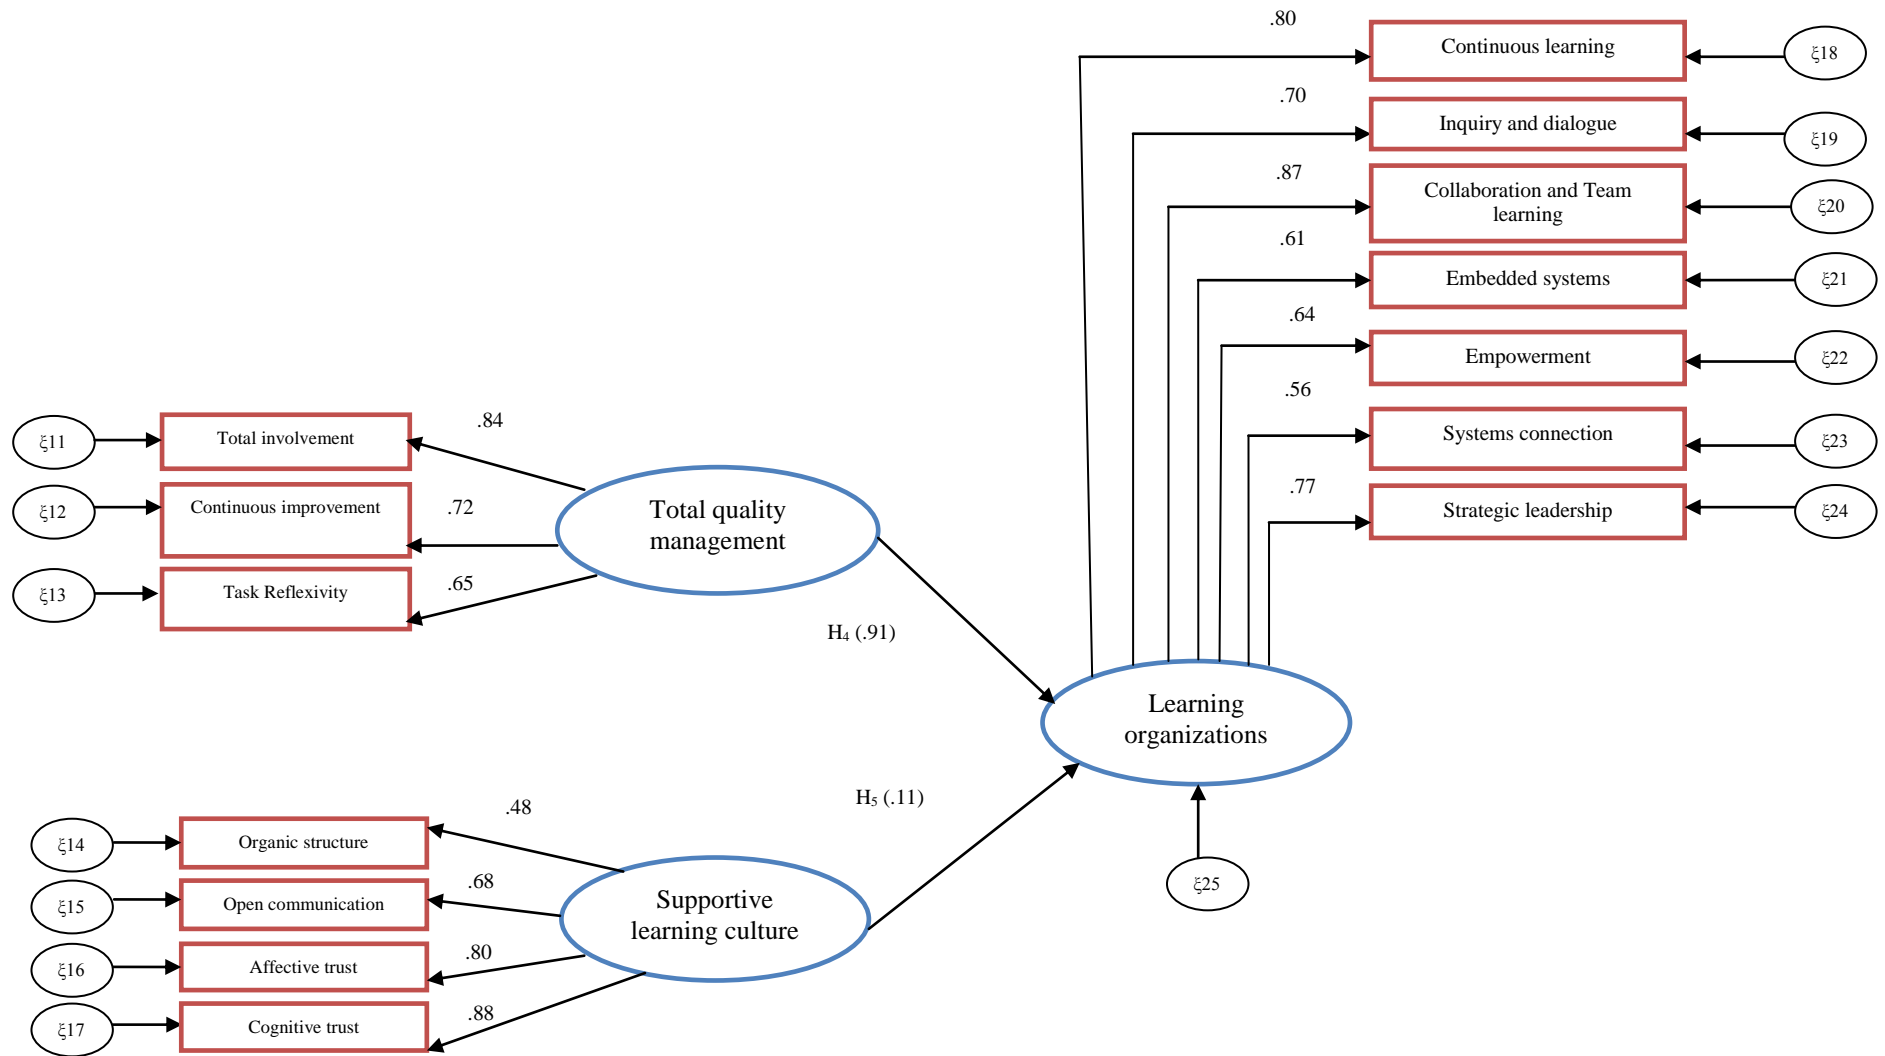 .80
Continuous learning
ξ18
.70
Inquiry and dialogue
ξ19
.87
Collaboration and Team
learning
ξ20
.61
Embedded systems
ξ21
.64
Empowerment
ξ22
.56
Systems connection
ξ23
.77
Strategic leadership
ξ24
ξ11
Total involvement
.84
ξ12
Continuous improvement
.72
ξ13
Task Reflexivity
.65
Total quality
management
H₄ (.91)
Learning
organizations
H₅ (.11)
ξ25
ξ14
Organic structure
.48
ξ15
Open communication
.68
ξ16
Affective trust
.80
ξ17
Cognitive trust
.88
Supportive
learning culture